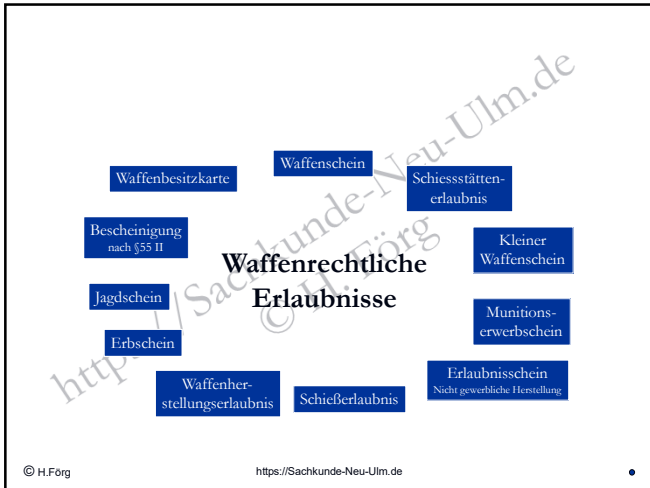 Waffenschein
Waffenbesitzkarte
Schiessstätten-
erlaubnis
Bescheinigung
nach §55 II
Kleiner
Waffenschein
Waffenrechtliche
Erlaubnisse
Jagdschein
Munitions-
erwerbschein
Erbschein
Erlaubnisschein
Nicht gewerbliche Herstellung
Waffenher-
stellungserlaubnis
Schießerlaubnis
https://Sachkunde-Neu-Ulm.de
© H. Förg
© H.Förg
https://Sachkunde-Neu-Ulm.de